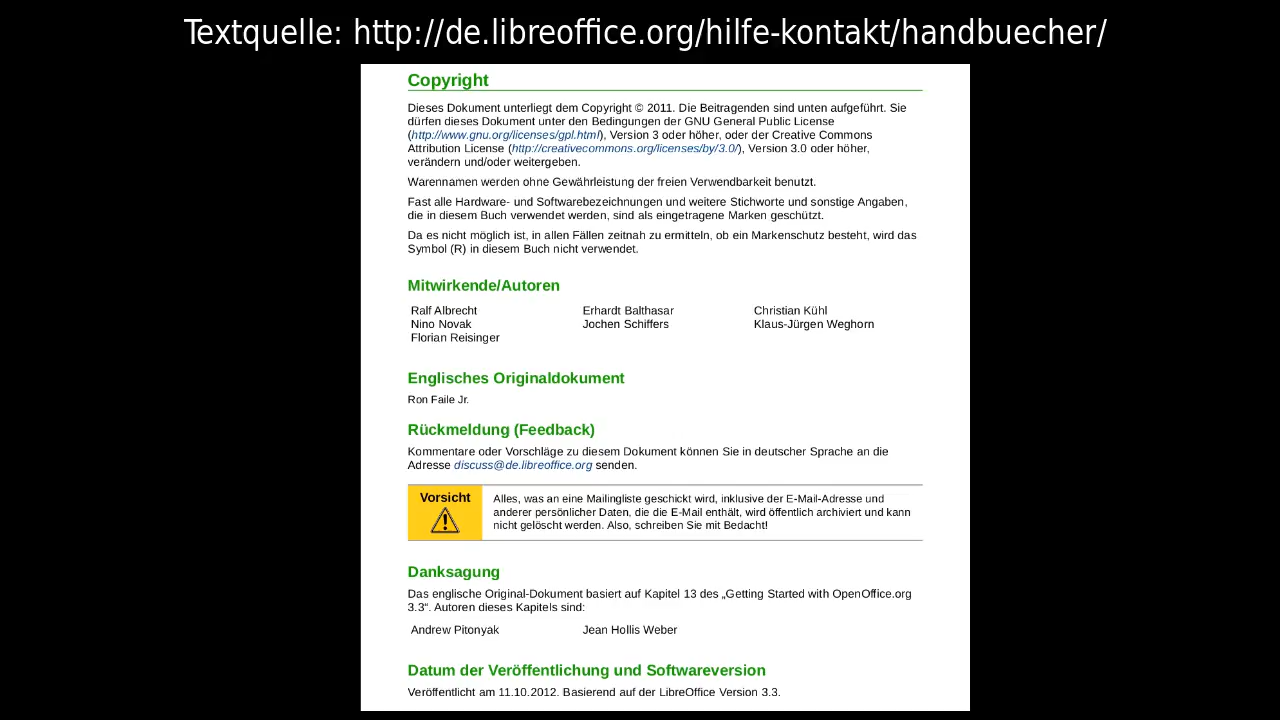 Textquelle: http://de.libreoffice.org/hilfe-kontakt/handbuecher/
Copyright
Dieses Dokument unterliegt dem Copyright © 2011. Die Beitragenden sind unten aufgeführt. Sie
dürfen dieses Dokument unter den Bedingungen der GNU General Public License
(http://www.gnu.org/licenses/gpl.html), Version 3 oder höher, oder der Creative Commons
Attribution License (http://creativecommons.org/licenses/by/3.0/), Version 3.0 oder höher,
verändern und/oder weitergeben.
Warennamen werden ohne Gewährleistung der freien Verwendbarkeit benutzt.
Fast alle Hardware- und Softwarebezeichnungen und weitere Stichworte und sonstige Angaben,
die in diesem Buch verwendet werden, sind als eingetragene Marken geschützt.
Da es nicht möglich ist, in allen Fällen zeitnah zu ermitteln, ob ein Markenschutz besteht, wird das
Symbol (R) in diesem Buch nicht verwendet.
Mitwirkende/Autoren
Ralf Albrecht Erhardt Balthasar Christian Kühl
Nino Novak Jochen Schiffers Klaus-Jürgen Weghorn
Florian Reisinger
Englisches Originaldokument
Ron Faile Jr.
Rückmeldung (Feedback)
Kommentare oder Vorschläge zu diesem Dokument können Sie in deutscher Sprache an die
Adresse discuss@de.libreoffice.org senden.
Vorsicht
Alles, was an eine Mailingliste geschickt wird, inklusive der E-Mail-Adresse und
anderer persönlicher Daten, die die E-Mail enthält, wird öffentlich archiviert und kann
nicht gelöscht werden. Also, schreiben Sie mit Bedacht!
Danksagung
Das englische Original-Dokument basiert auf Kapitel 13 des „Getting Started with OpenOffice.org
3.3“. Autoren dieses Kapitels sind:
Andrew Pitonyak Jean Hollis Weber
Datum der Veröffentlichung und Softwareversion
Veröffentlicht am 11.10.2012. Basierend auf der LibreOffice Version 3.3.